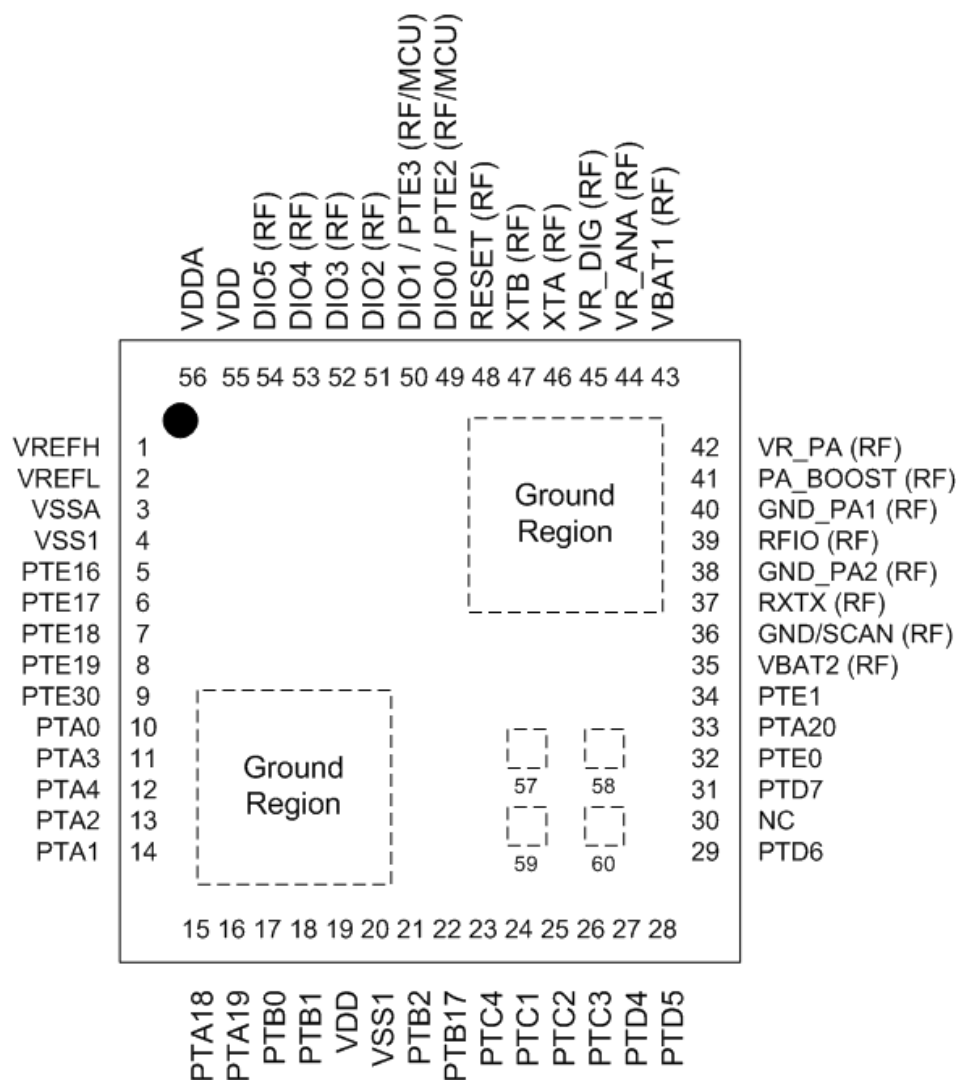 VDDA
VDD
DIO5 (RF)
DIO4 (RF)
DIO3 (RF)
DIO2 (RF)
DIO1 / PTE3 (RF/MCU)
DIO0 / PTE2 (RF/MCU)
RESET (RF)
XTB (RF)
XTA (RF)
VR_DIG (RF)
VR_ANA (RF)
VBAT1 (RF)
56 55 54 53 52 51 50 49 48 47 46 45 44 43
VREFH 1
VREFL 2
VSSA 3
VSS1 4
PTE16 5
PTE17 6
PTE18 7
PTE19 8
PTE30 9
PTA0 10
PTA3 11
PTA4 12
PTA2 13
PTA1 14
Ground
Region
42 VR_PA (RF)
41 PA_BOOST (RF)
40 GND_PA1 (RF)
39 RFIO (RF)
38 GND_PA2 (RF)
37 RXTX (RF)
36 GND/SCAN (RF)
35 VBAT2 (RF)
34 PTE1
33 PTA20
32 PTE0
31 PTD7
30 NC
29 PTD6
Ground
Region
57 58
59 60
15 16 17 18 19 20 21 22 23 24 25 26 27 28
PTA18
PTA19
PTB0
PTB1
VDD
VSS1
PTB2
PTB17
PTC4
PTC1
PTC2
PTC3
PTD4
PTD5